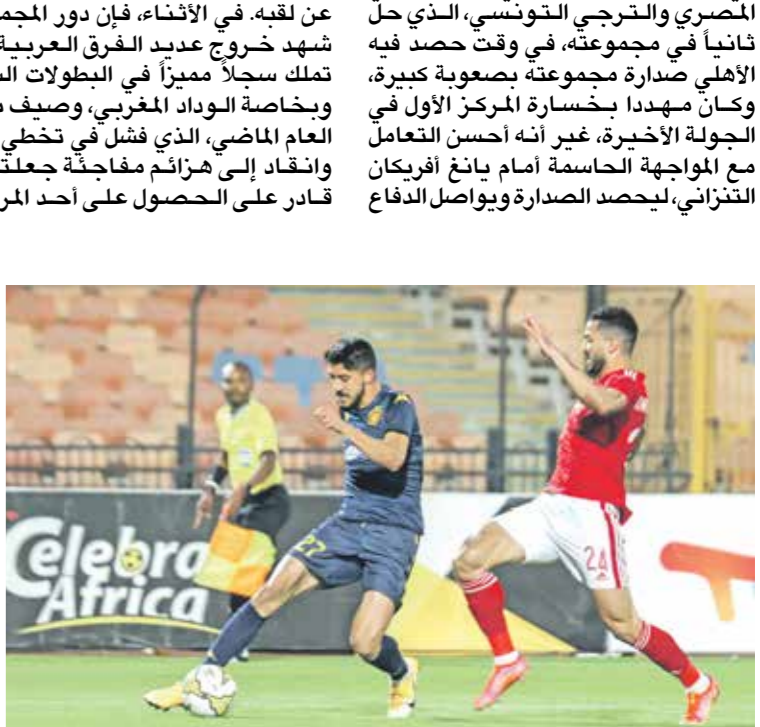 المصري والترجي التونسي، الذي حلّ
ثانياً في مجموعته، في وقت حصد فيه
الأهلي صدارة مجموعته بصعوبة كبيرة،
وكان مهددا بخسارة المركز الأول في
الجولة الأخيرة، غير أنه أحسن التعامل
مع المواجهة الحاسمة أمام يانغ أفريكان
التنزاني، ليحصد الصدارة ويواصل الدفاع
عن لقبه. في الأثناء، فإن دور
شهد خروج عديد الفرق العربية
تملك سجلاً مميزاً في البطولات
وبخاصة الوداد المغربي، وصيف
العام الماضي، الذي فشل في تخطي
وانقاد إلى هزائم مفاجئة
قادر على الحصول على أحد
Celebra
Africa
27
24